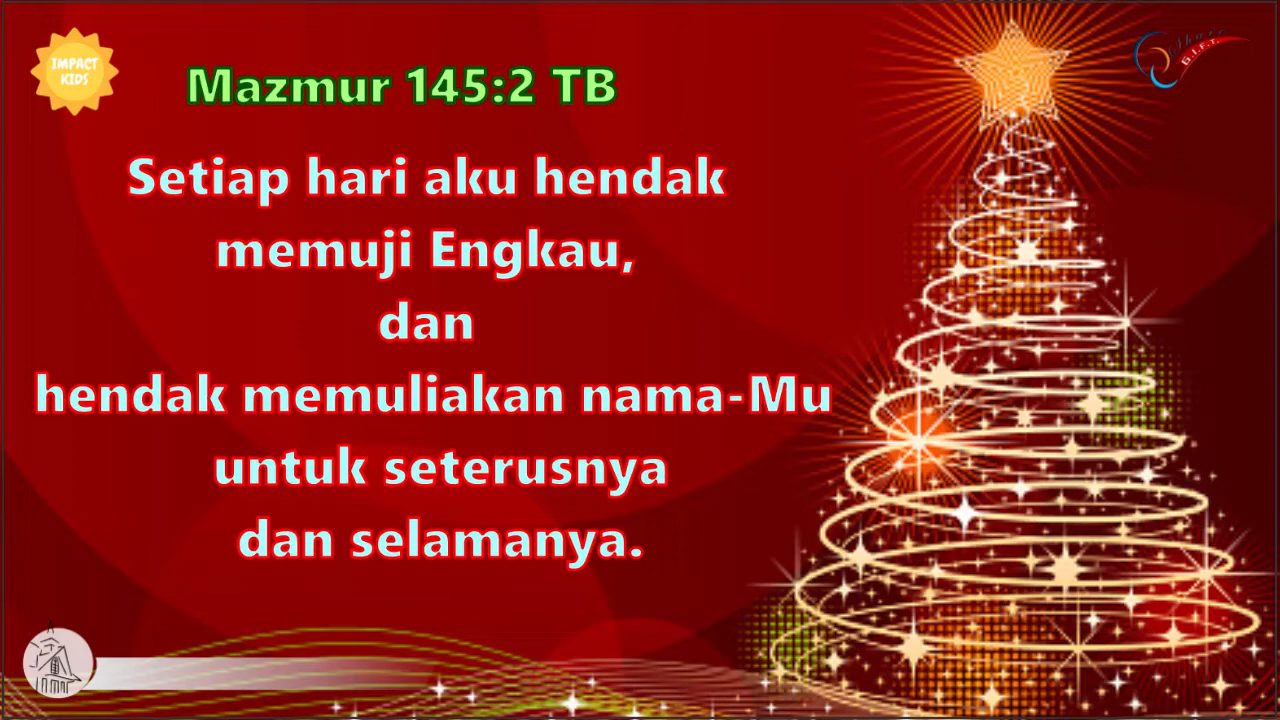 IMPACT
KIDS
Mazmur 145:2 TB
Setiap hari aku hendak
memuji Engkau,
dan
hendak memuliakan nama-Mu
untuk seterusnya
dan selamanya.